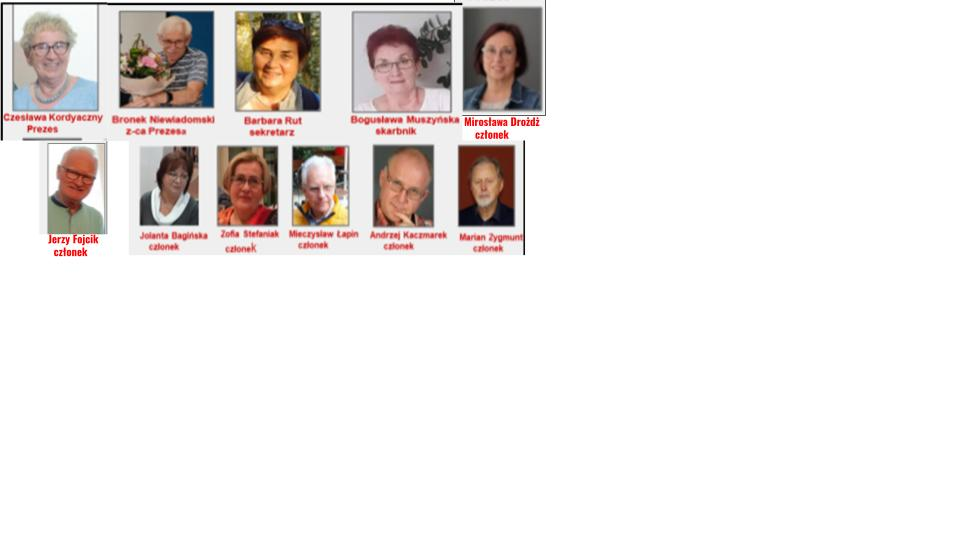 Czesława Kordyaczny
Prezes
Bronek Niewiadomski
z-ca Prezesa
Barbara Rut
sekretarz
Bogusława Muszyńska
skarbnik
Mirosława Drożdż
członek
Jerzy Fojcik
członek
Jolanta Bagińska
członek
Zofia Stefaniak
członek
Mieczysław Łapin
członek
Andrzej Kaczmarek
członek
Marian Zygmunt
członek